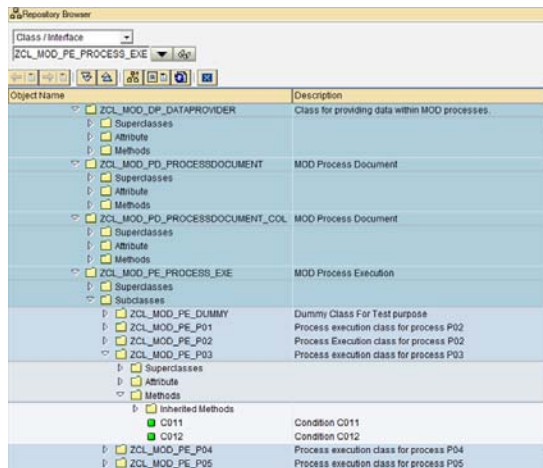 Repository Browser
Class / Interface
ZCL_MOD_PE_PROCESS_EXE
Object Name Description
ZCL_MOD_DP_DATAPROVIDER Class for providing data within MOD processes.
Superclasses
Attribute
Methods
ZCL_MOD_PD_PROCESSDOCUMENT MOD Process Document
Superclasses
Attribute
Methods
ZCL_MOD_PD_PROCESSDOCUMENT_COL MOD Process Document
Superclasses
Attribute
Methods
ZCL_MOD_PE_PROCESS_EXE MOD Process Execution
Superclasses
Subclasses
ZCL_MOD_PE_DUMMY Dummy Class For Test purpose
ZCL_MOD_PE_P01 Process execution class for process P02
ZCL_MOD_PE_P02 Process Execution class for process P02
ZCL_MOD_PE_P03 Process execution class for process P03
Superclasses
Attribute
Methods
Inherited Methods
C011 Condition C011
C012 Condition C012
ZCL_MOD_PE_P04 Process execution class for process P04
ZCL_MOD_PE_P05 Process execution class for process P05